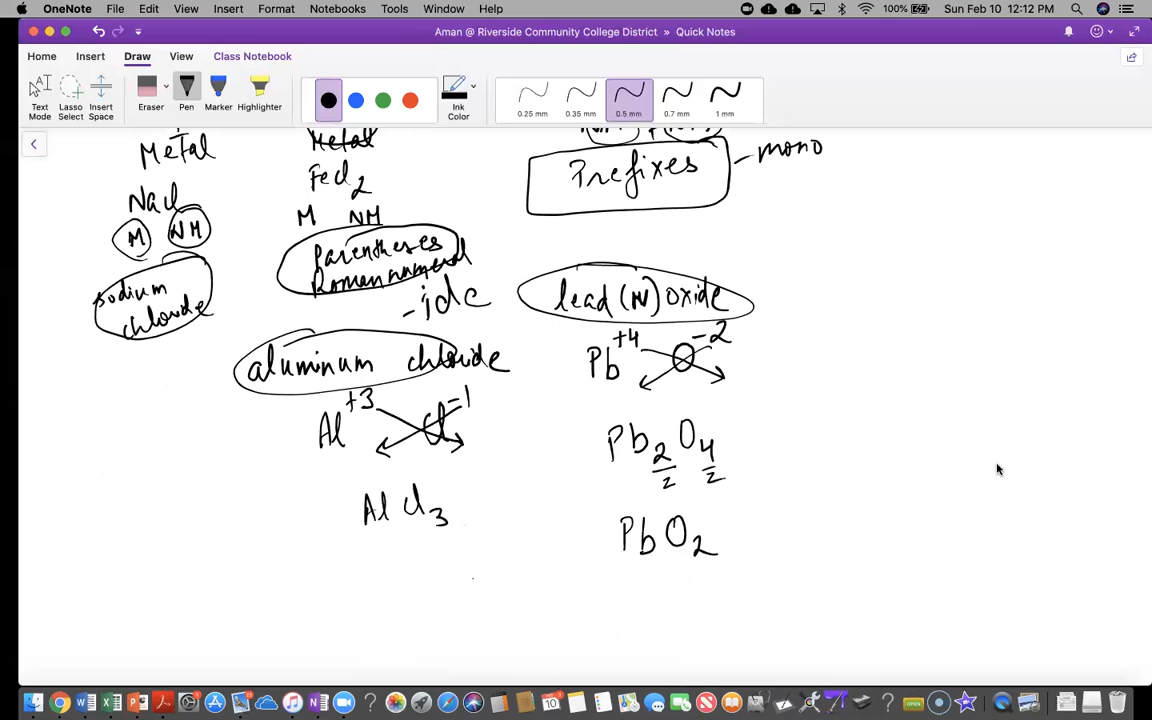 OneNote File Edit View Insert Format Notebooks Tools Window Help 100% Sun Feb 10 12:12 PM
Aman @ Riverside Community College District » Quick Notes
Home Insert Draw View Class Notebook
Text Mode Lasso Select Insert Space Eraser Pen Marker Highlighter Ink Color 0.25 mm 0.35 mm 0.5 mm 0.7 mm 1 mm
Metal
NaCl
M NM
sodium
chloride
Metal
FeCl2
M NM
Parentheses
Roman numeral
-ide
Prefixes - mono
aluminum chloride
Al+3 Cl-1
AlCl3
lead (IV) oxide
Pb+4 O-2
Pb2O4
2 2
PbO2